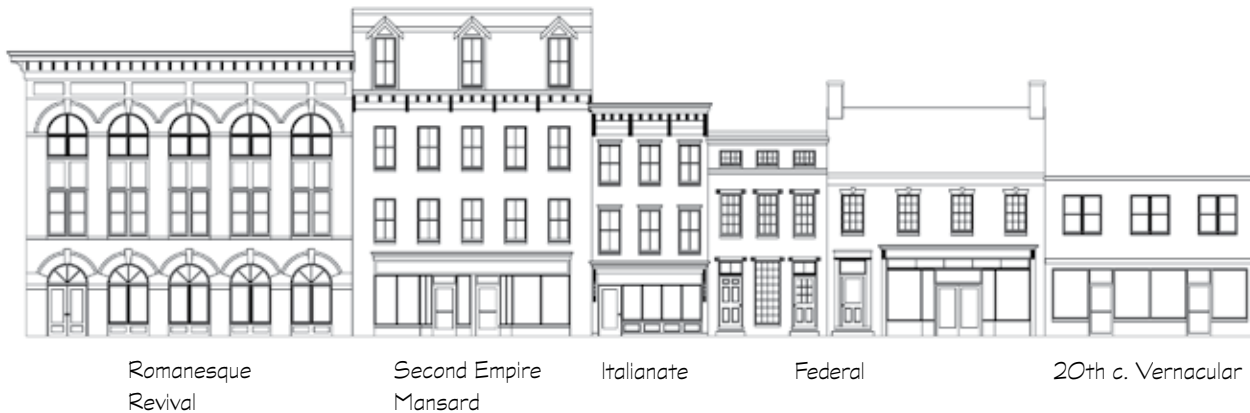 Romanesque
Revival
Second Empire
Mansard
Italianate
Federal
20th c. Vernacular